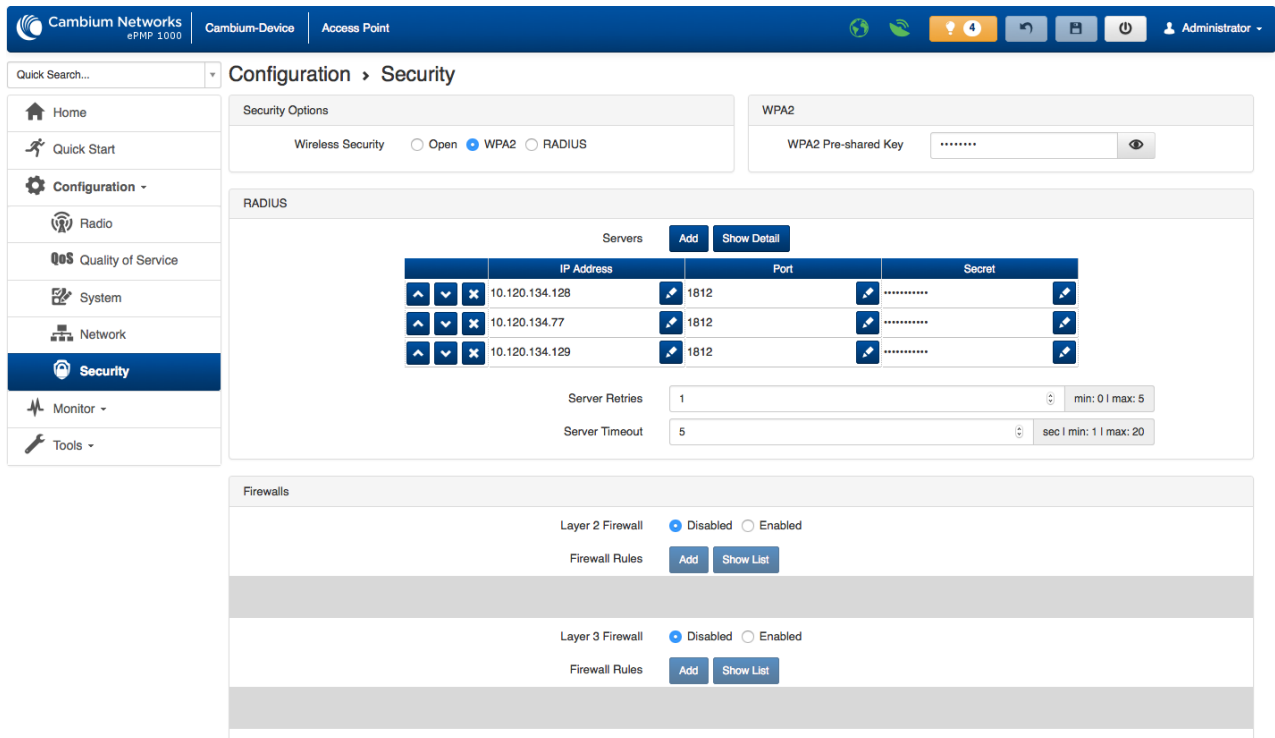 Cambium Networks
ePMP 1000
Cambium-Device
Access Point
4
Administrator
Quick Search...
Configuration › Security
Home
Quick Start
Configuration
Radio
QoS Quality of Service
System
Network
Security
Monitor
Tools
Security Options
Wireless Security Open WPA2 RADIUS
WPA2
WPA2 Pre-shared Key ••••••••
RADIUS
Servers Add Show Detail
IP Address Port Secret
10.120.134.128 1812 •••••••••••
10.120.134.77 1812 •••••••••••
10.120.134.129 1812 •••••••••••
Server Retries 1 min: 0 | max: 5
Server Timeout 5 sec | min: 1 | max: 20
Firewalls
Layer 2 Firewall Disabled Enabled
Firewall Rules Add Show List
Layer 3 Firewall Disabled Enabled
Firewall Rules Add Show List